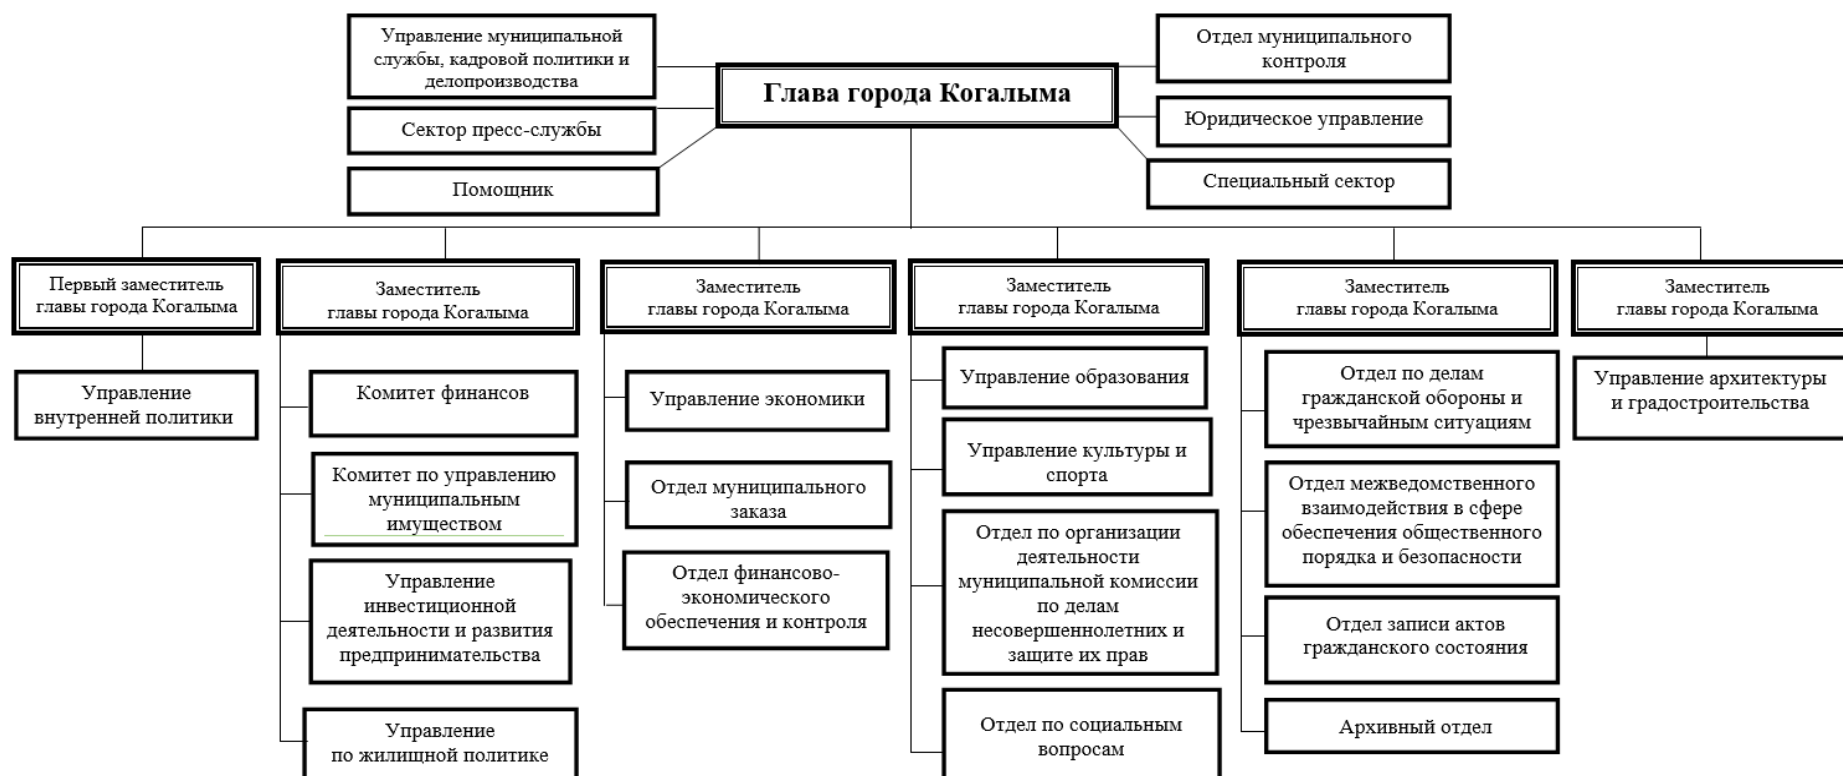 Управление муниципальной
службы, кадровой политики и
делопроизводства
Сектор пресс-службы
Помощник
Глава города Когалыма
Отдел муниципального
контроля
Юридическое управление
Специальный сектор
Первый заместитель
главы города Когалыма
Управление
внутренней политики
Заместитель
главы города Когалыма
Комитет финансов
Комитет по управлению
муниципальным
имуществом
Управление
инвестиционной
деятельности и развития
предпринимательства
Управление
по жилищной политике
Заместитель
главы города Когалыма
Управление экономики
Отдел муниципального
заказа
Отдел финансово-
экономического
обеспечения и контроля
Заместитель
главы города Когалыма
Управление образования
Управление культуры и
спорта
Отдел по организации
деятельности
муниципальной комиссии
по делам
несовершеннолетних и
защите их прав
Отдел по социальным
вопросам
Заместитель
главы города Когалыма
Отдел по делам
гражданской обороны и
чрезвычайным ситуациям
Отдел межведомственного
взаимодействия в сфере
обеспечения общественного
порядка и безопасности
Отдел записи актов
гражданского состояния
Архивный отдел
Заместитель
главы города Когалыма
Управление архитектуры
и градостроительства